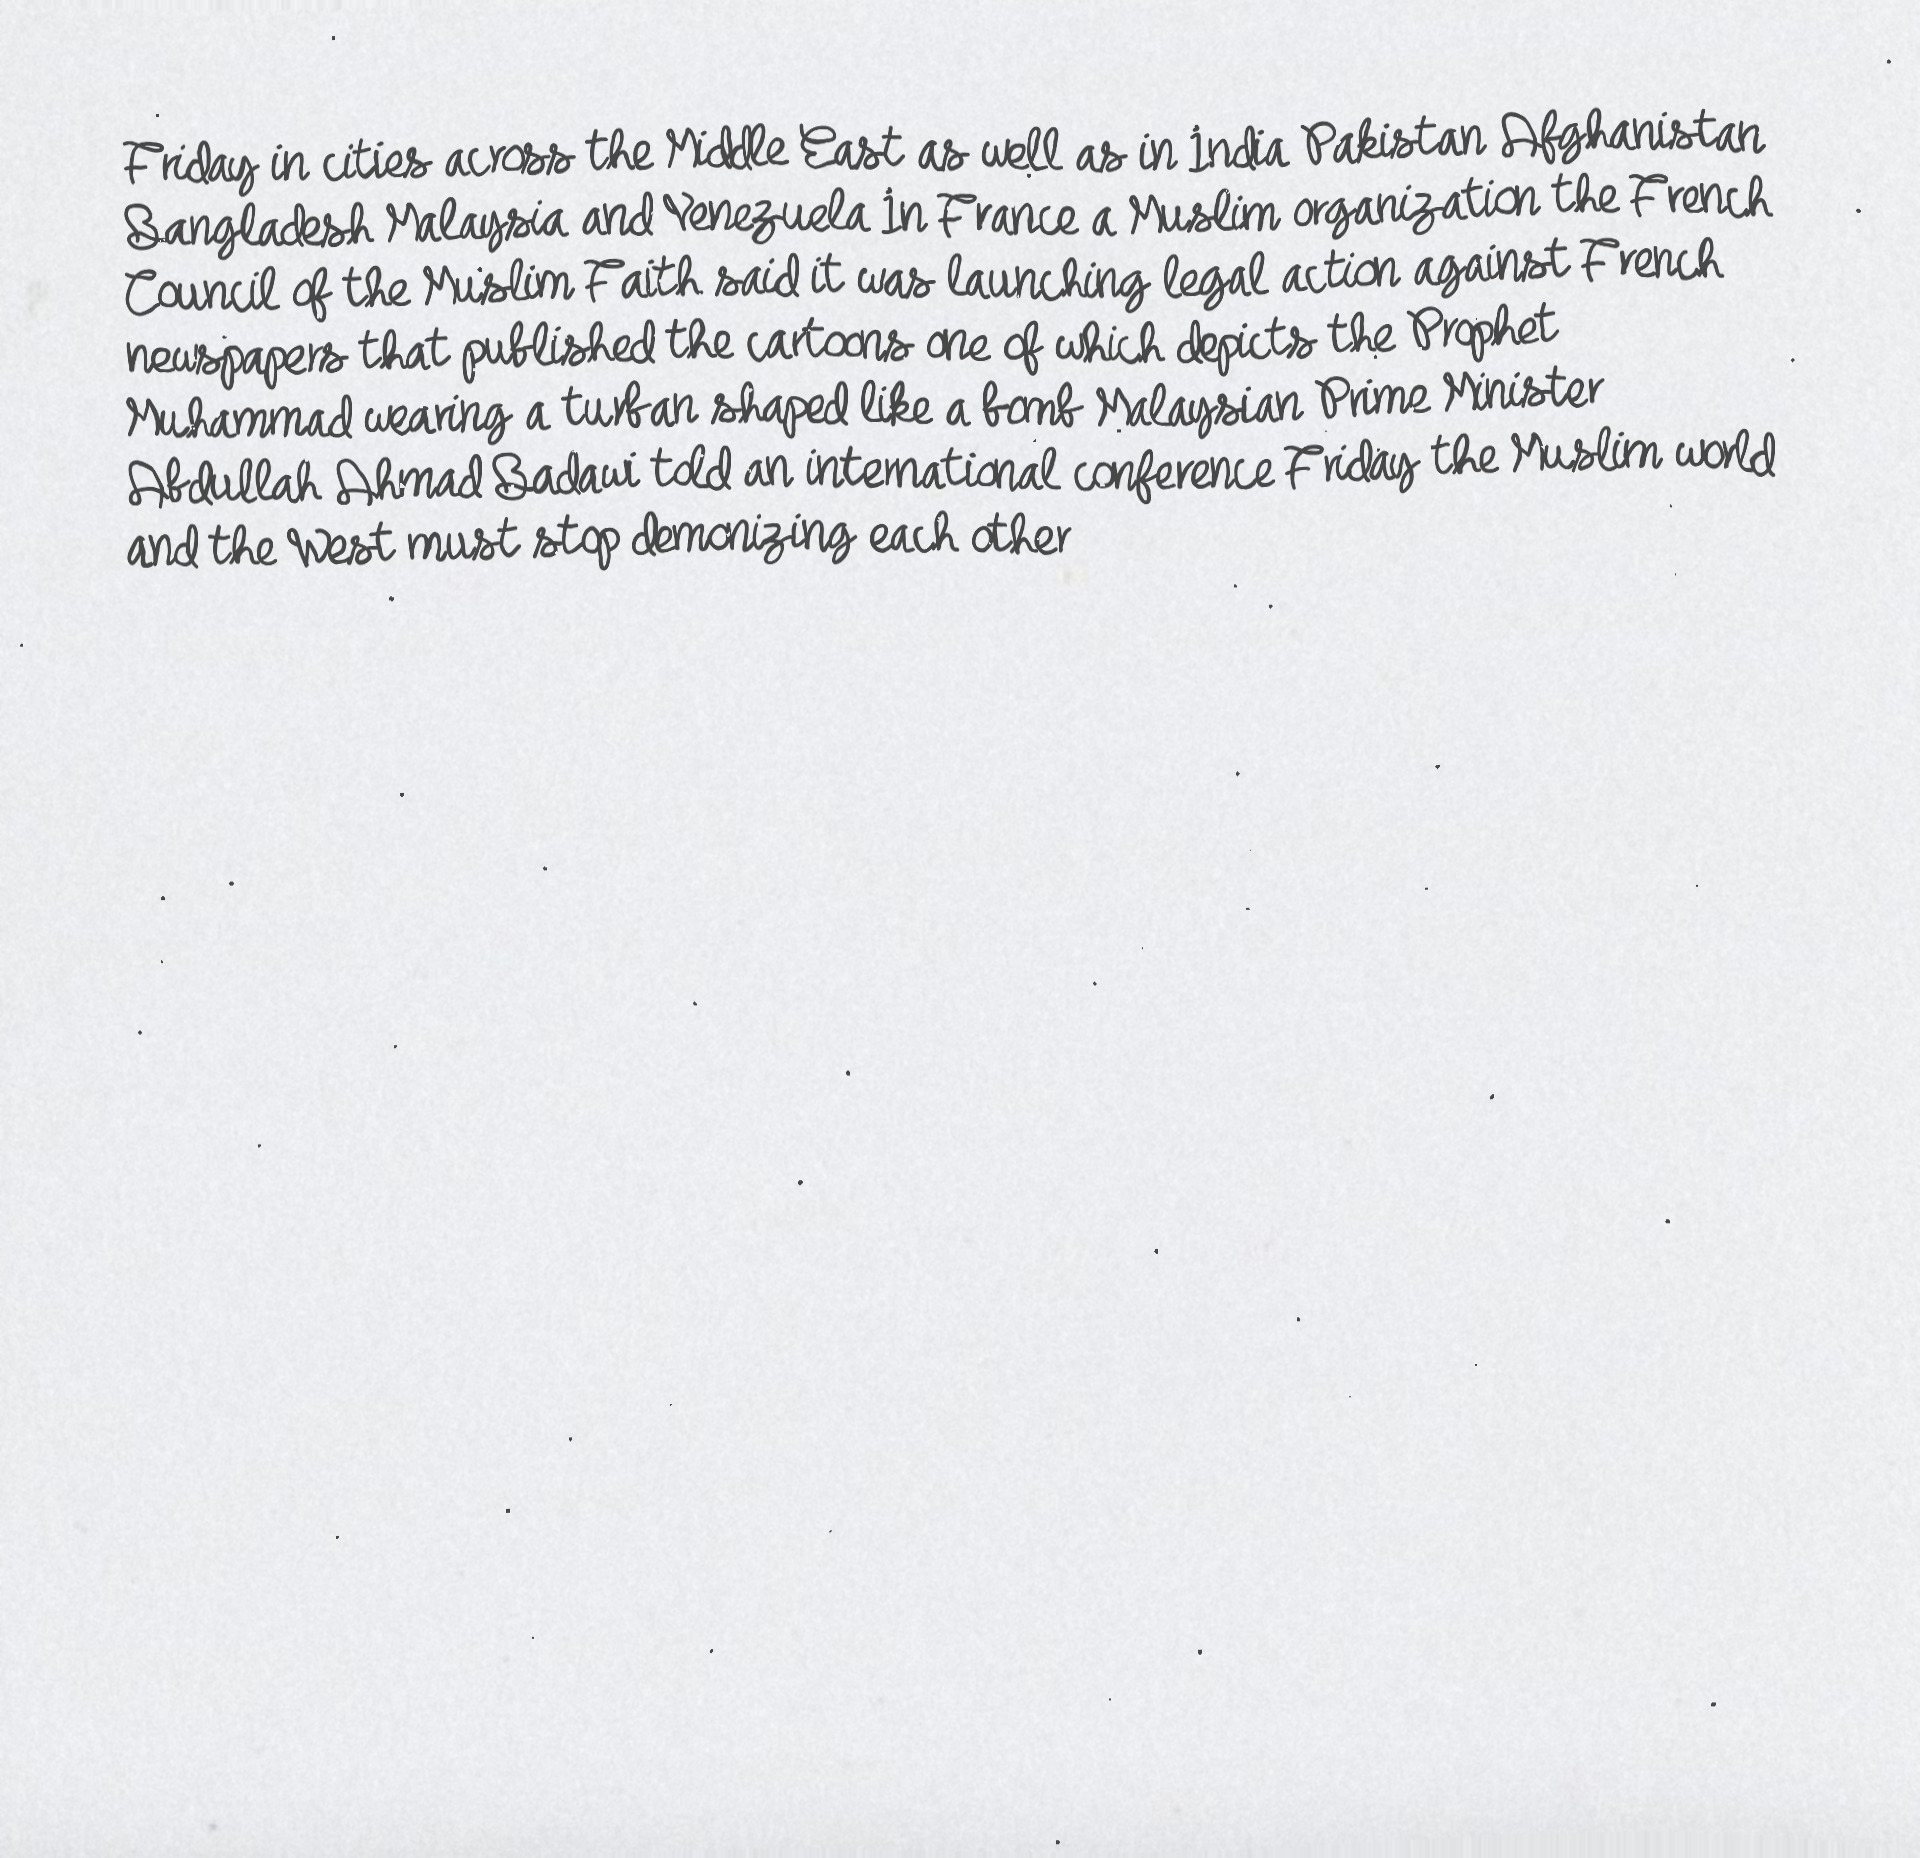 Friday in cities across the Middle East as well as in India Pakistan Afghanistan
Bangladesh Malaysia and Venezuela In France a Muslim organization the French
Council of the Muslim Faith said it was launching legal action against French
newspapers that published the cartoons one of which depicts the Prophet
Muhammad wearing a turban shaped like a bomb Malaysian Prime Minister
Abdullah Ahmad Badawi told an international conference Friday the Muslim world
and the West must stop demonizing each other